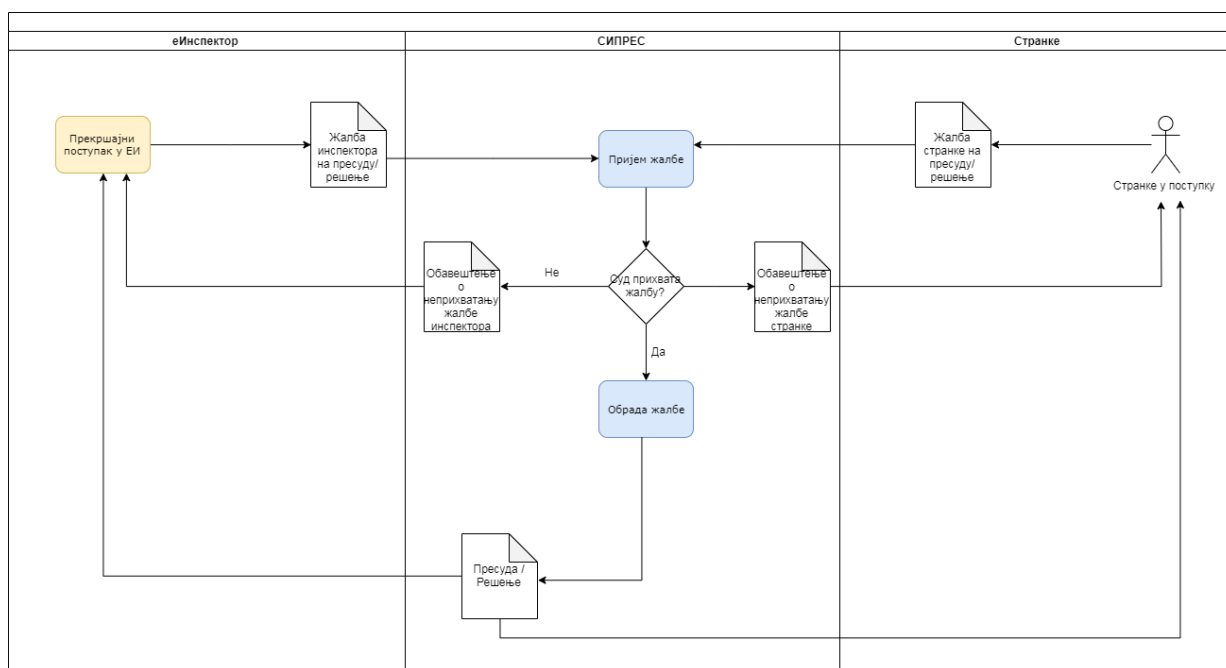 еИнспектор
СИПРЕС
Странке
Прекршајни
поступак у ЕИ
Жалба
инспектора
на пресуду/
решење
Пријем жалбе
Жалба
странке на
пресуду/
решење
Странке у поступку
Обавештење
о
неприхватању
жалбе
инспектора
Не
Суд прихвата
жалбу?
Обавештење
о
неприхватању
жалбе
странке
Да
Обрада жалбе
Пресуда /
Решење